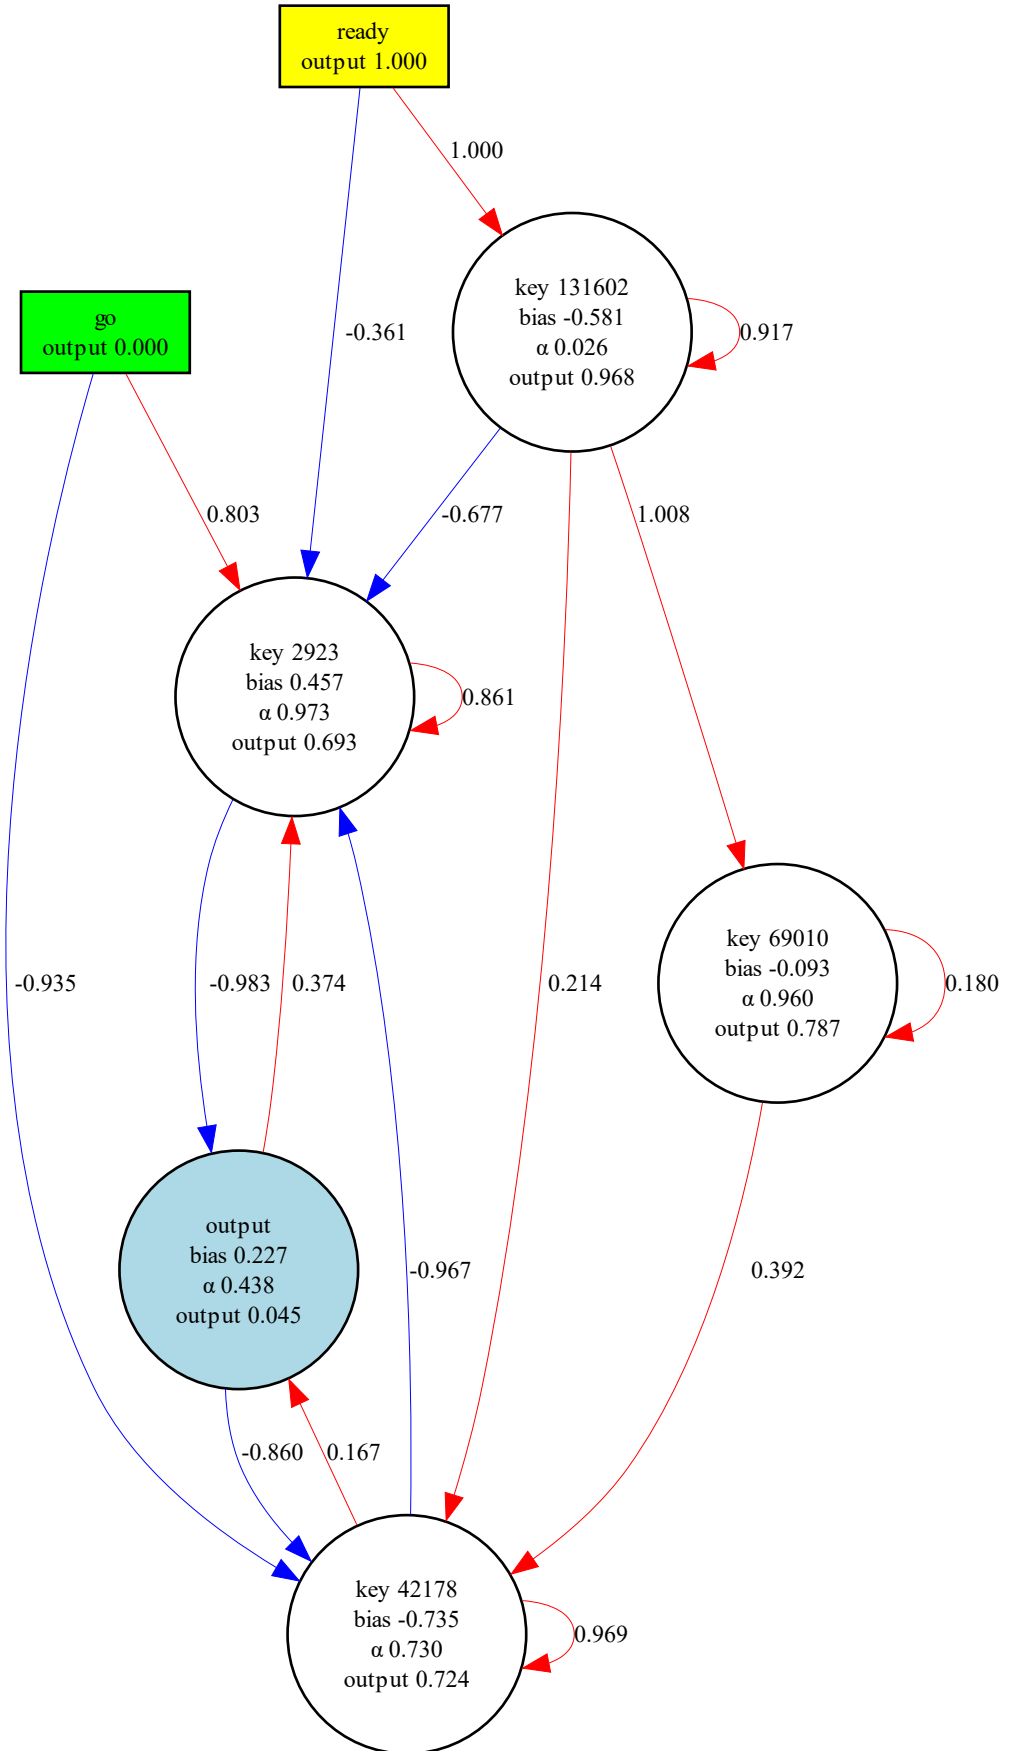 ready
output 1.000
1.000
go
output 0.000
-0.361
key 131602
bias -0.581
α 0.026
output 0.968
0.917
0.803
-0.677
1.008
key 2923
bias 0.457
α 0.973
output 0.693
0.861
-0.935
-0.983
0.374
0.214
key 69010
bias -0.093
α 0.960
output 0.787
0.180
output
bias 0.227
α 0.438
output 0.045
-0.967
0.392
-0.860
0.167
key 42178
bias -0.735
α 0.730
output 0.724
0.969